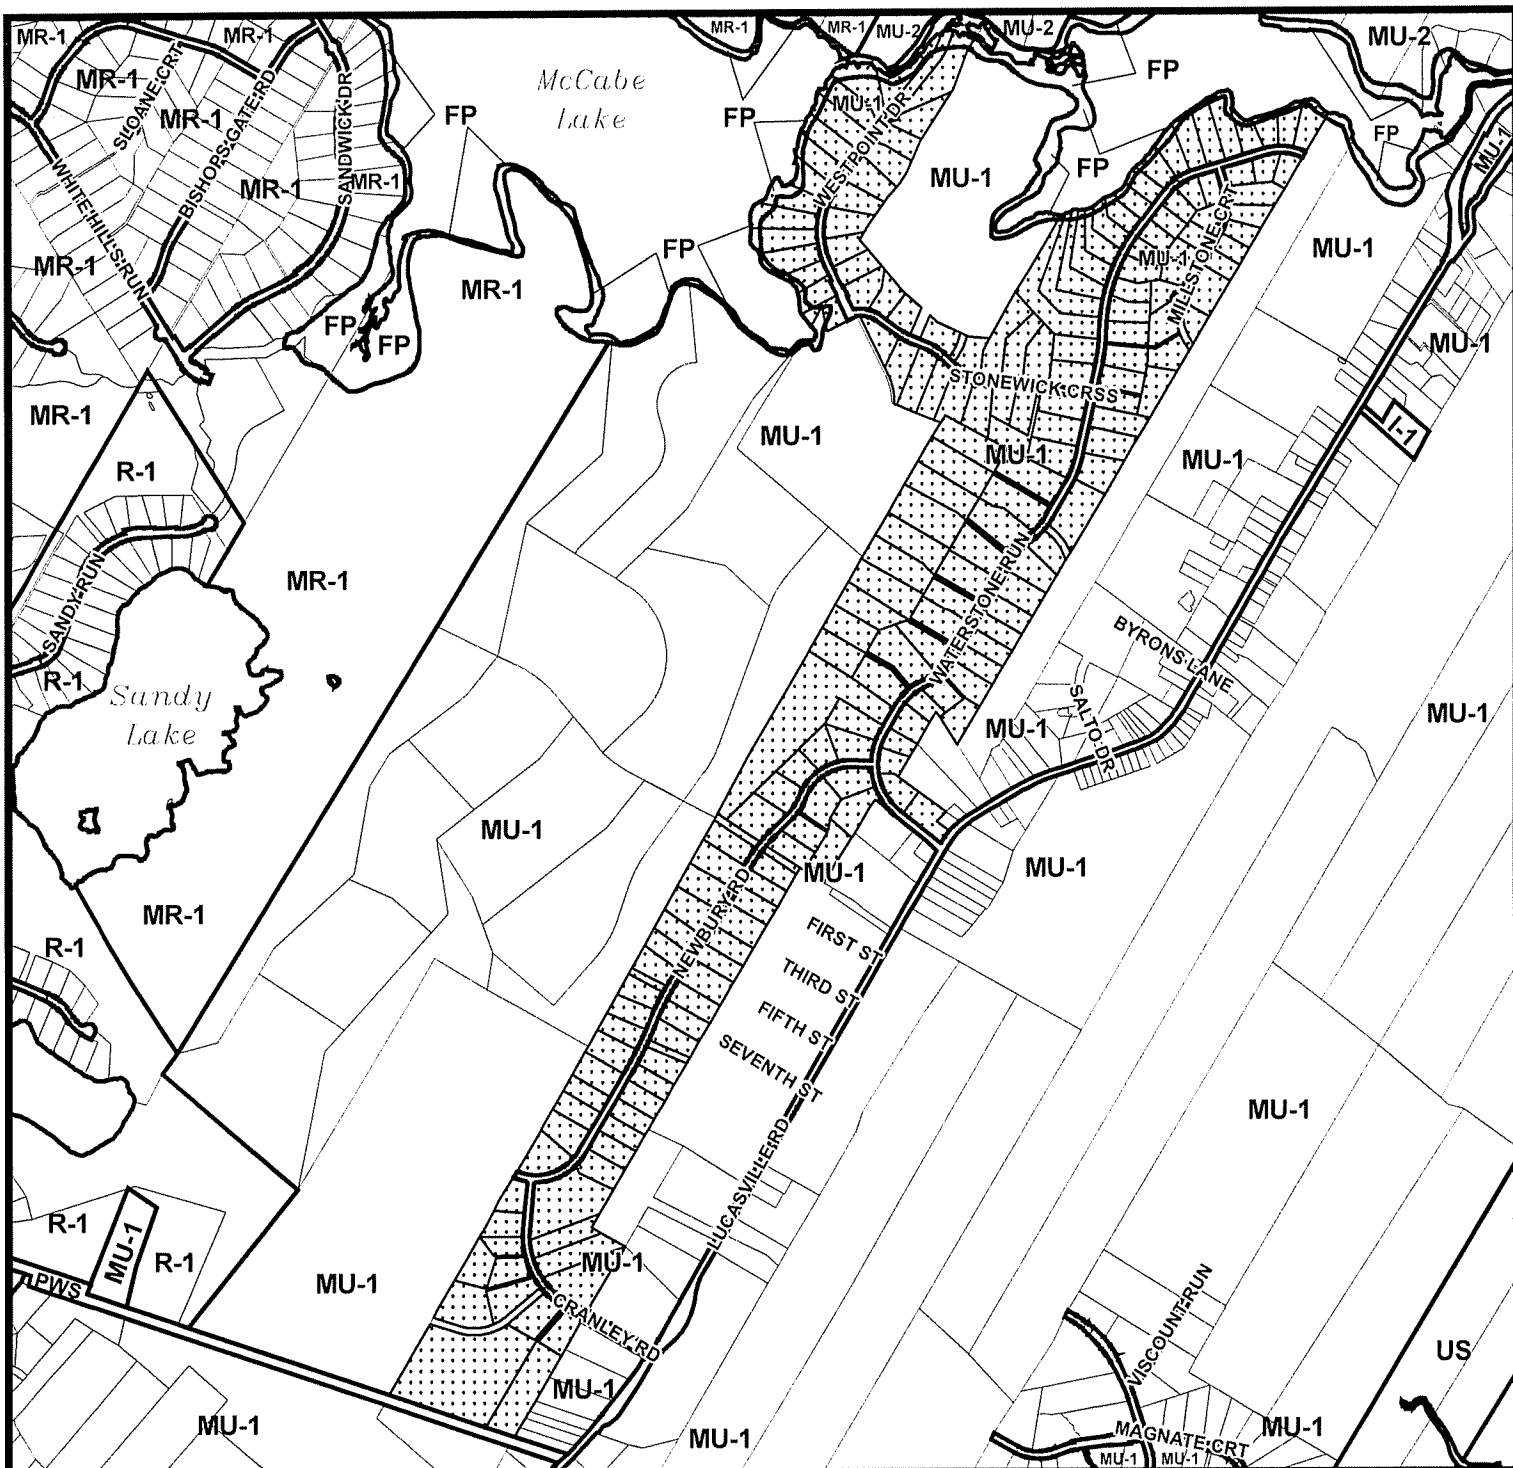 MR-1
MR-1
MR-1
MR-1
MU-2
MU-2
MU-2
SLOANE CRT
MR-1
BISHOPS GATE RD
SANDWICK DR
McCabe
Lake
FP
MU-1
WESTPOINT DR
FP
FP
MR-1
FP
FP
MU-1
MR-1
MR-1
MU-1
FP
WHITE HILLS RUN
MU-1
MR-1
FP
MR-1
MU-1
MILLSTONE CRT
MU-1
FP
FP
MU-1
STONEWICK CRSS
MR-1
MU-1
I-1
R-1
MU-1
MU-1
SANDY RUN
MR-1
WATERSTONE RUN
BYRONS LANE
R-1
Sandy
Lake
SALTO DR
MU-1
MU-1
MU-1
MU-1
MU-1
NEWBURY RD
MR-1
R-1
FIRST ST
THIRD ST
FIFTH ST
SEVENTH ST
MU-1
LUCASVILLE RD
R-1
MU-1
R-1
PWS
MU-1
MU-1
CRANLEY RD
VISCOUNT RUN
US
MU-1
MU-1
MU-1
MAGNATE CRT
MU-1
MU-1
MU-1